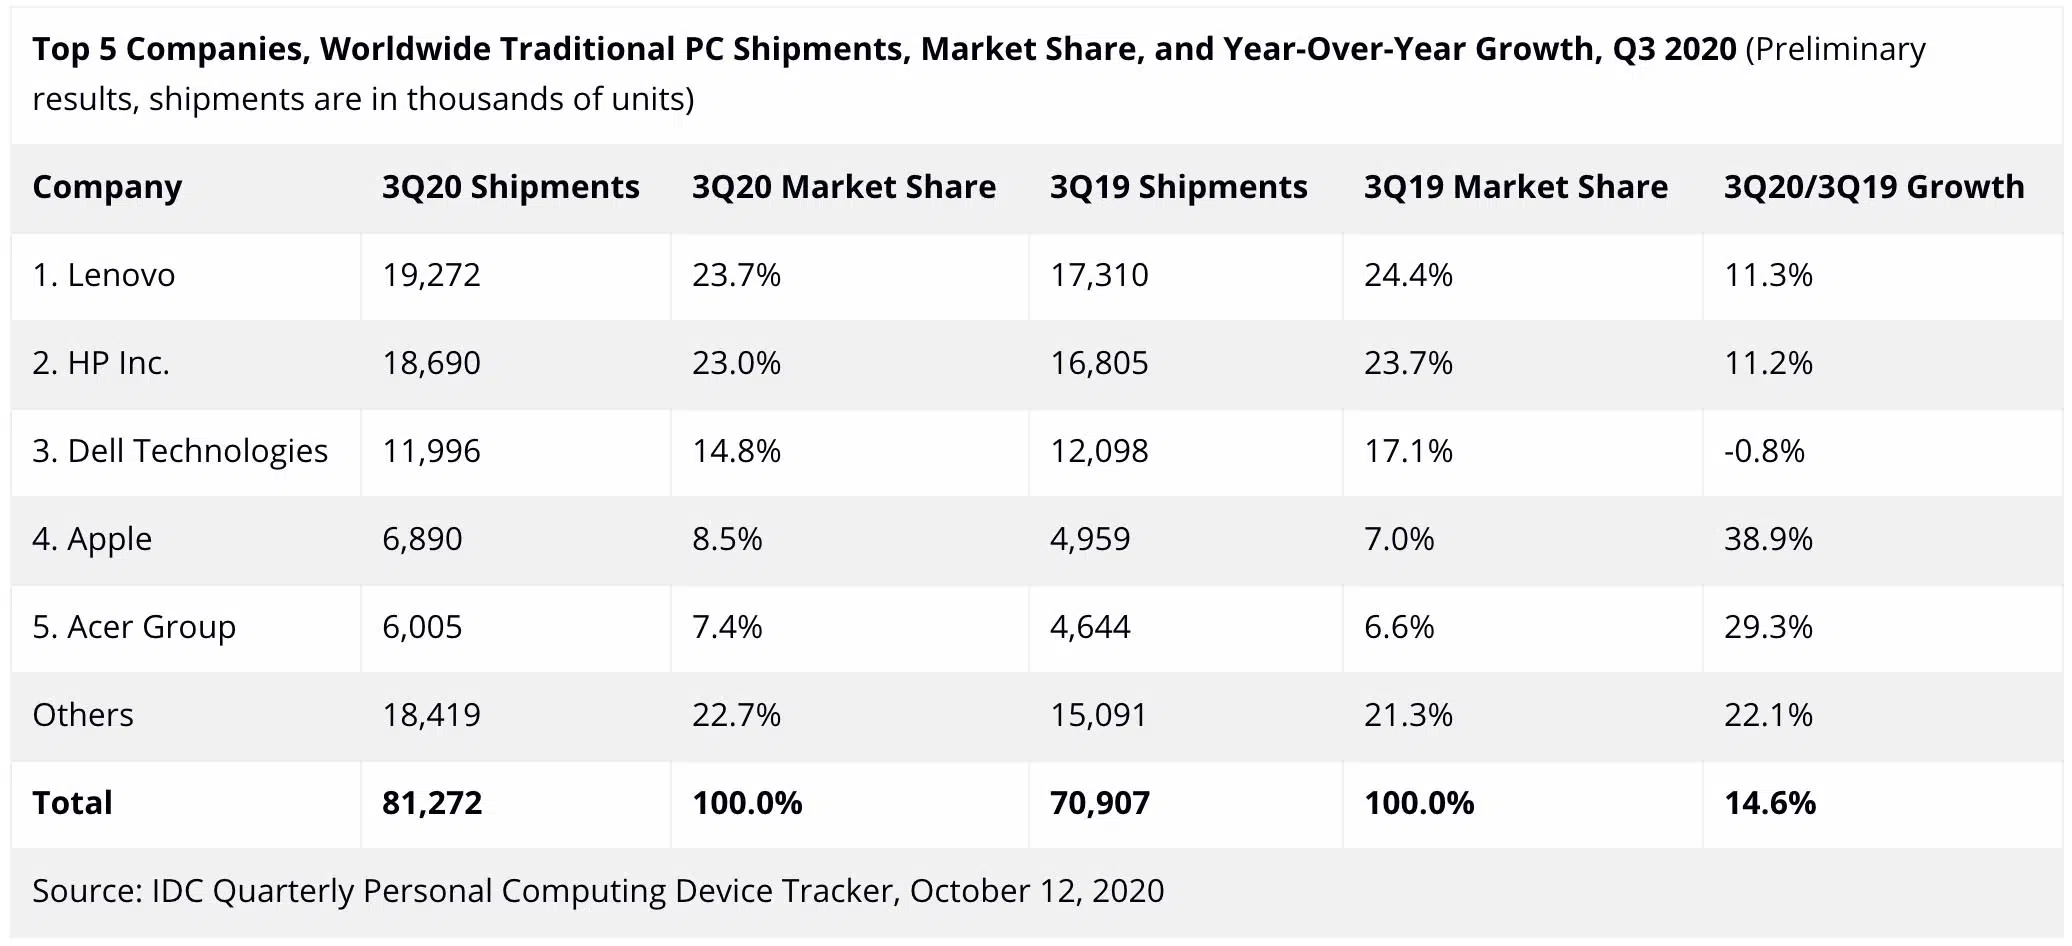 Top 5 Companies, Worldwide Traditional PC Shipments, Market Share, and Year-Over-Year Growth, Q3 2020 (Preliminary
results, shipments are in thousands of units)
Company 3Q20 Shipments 3Q20 Market Share 3Q19 Shipments 3Q19 Market Share 3Q20/3Q19 Growth
1. Lenovo 19,272 23.7% 17,310 24.4% 11.3%
2. HP Inc. 18,690 23.0% 16,805 23.7% 11.2%
3. Dell Technologies 11,996 14.8% 12,098 17.1% -0.8%
4. Apple 6,890 8.5% 4,959 7.0% 38.9%
5. Acer Group 6,005 7.4% 4,644 6.6% 29.3%
Others 18,419 22.7% 15,091 21.3% 22.1%
Total 81,272 100.0% 70,907 100.0% 14.6%
Source: IDC Quarterly Personal Computing Device Tracker, October 12, 2020